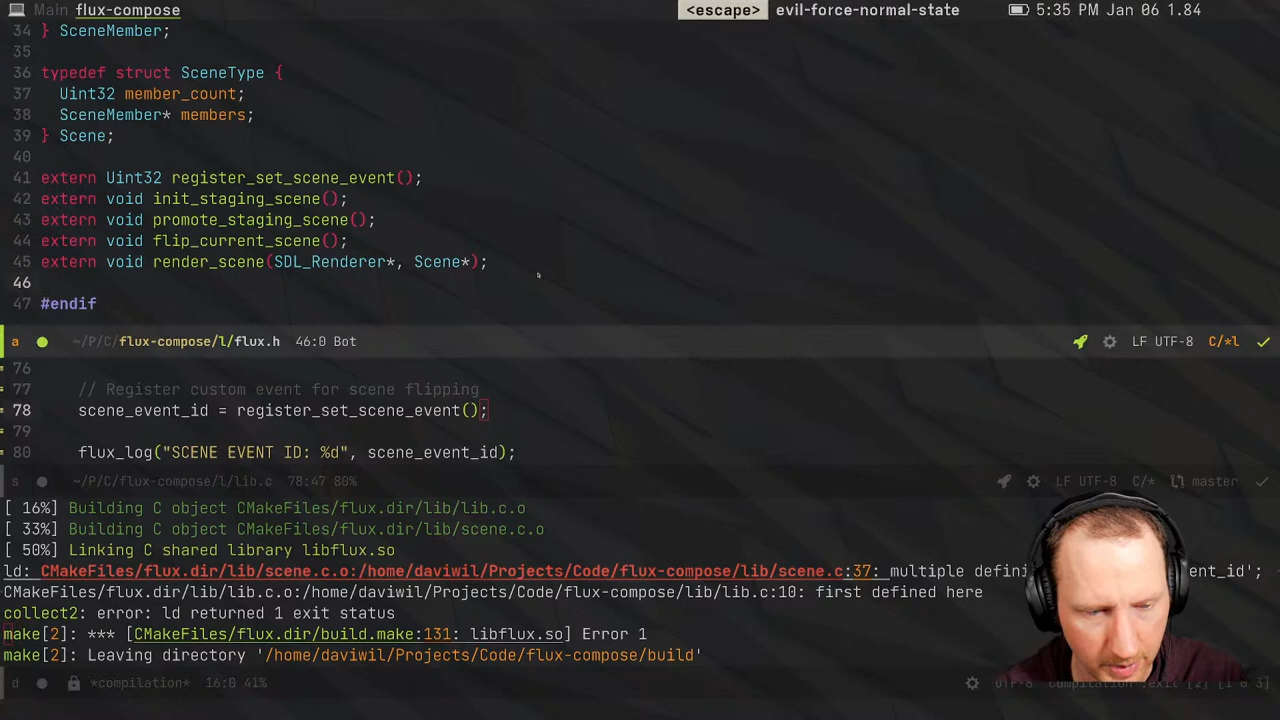 Main flux-compose <escape> evil-force-normal-state 5:35 PM Jan 06 1.84
34 } SceneMember;
35
36 typedef struct SceneType {
37 Uint32 member_count;
38 SceneMember* members;
39 } Scene;
40
41 extern Uint32 register_set_scene_event();
42 extern void init_staging_scene();
43 extern void promote_staging_scene();
44 extern void flip_current_scene();
45 extern void render_scene(SDL_Renderer*, Scene*);
46
47 #endif
a ~/P/C/flux-compose/l/flux.h 46:0 Bot LF UTF-8 C/*l
76
77 // Register custom event for scene flipping
78 scene_event_id = register_set_scene_event();
79
80 flux_log("SCENE EVENT ID: %d", scene_event_id);
s ~/P/C/flux-compose/l/lib.c 78:47 80% LF UTF-8 C/* master
[ 16%] Building C object CMakeFiles/flux.dir/lib/lib.c.o
[ 33%] Building C object CMakeFiles/flux.dir/lib/scene.c.o
[ 50%] Linking C shared library libflux.so
ld: CMakeFiles/flux.dir/lib/scene.c.o:/home/daviwil/Projects/Code/flux-compose/lib/scene.c:37: multiple defini ent_id';
CMakeFiles/flux.dir/lib/lib.c.o:/home/daviwil/Projects/Code/flux-compose/lib/lib.c:10: first defined here
collect2: error: ld returned 1 exit status
make[2]: *** [CMakeFiles/flux.dir/build.make:131: libflux.so] Error 1
make[2]: Leaving directory '/home/daviwil/Projects/Code/flux-compose/build'
d *compilation* 16:0 41% UTF-8 Compilation :exit [2] [1 0 3]